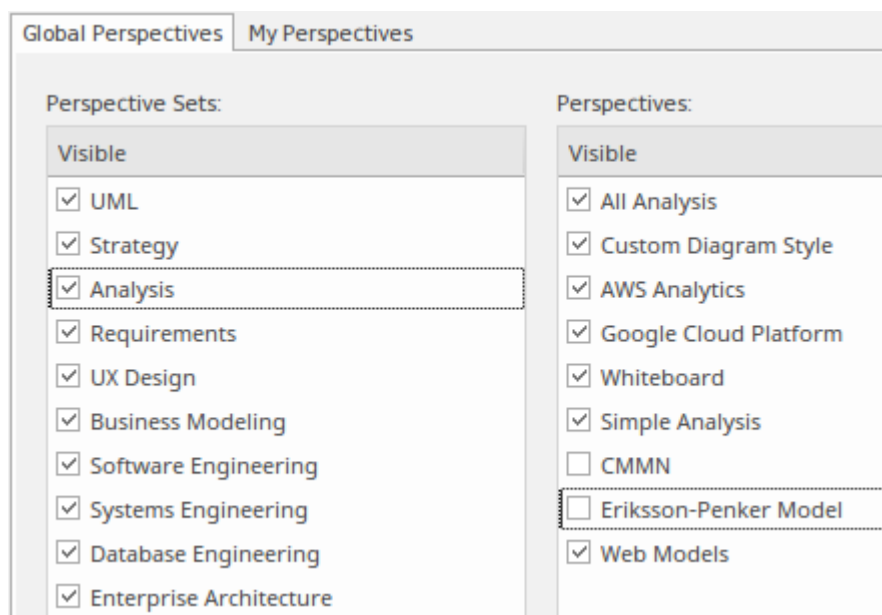 Global Perspectives
My Perspectives
Perspective Sets:
Visible
UML
Strategy
Analysis
Requirements
UX Design
Business Modeling
Software Engineering
Systems Engineering
Database Engineering
Enterprise Architecture
Perspectives:
Visible
All Analysis
Custom Diagram Style
AWS Analytics
Google Cloud Platform
Whiteboard
Simple Analysis
CMMN
Eriksson-Penker Model
Web Models